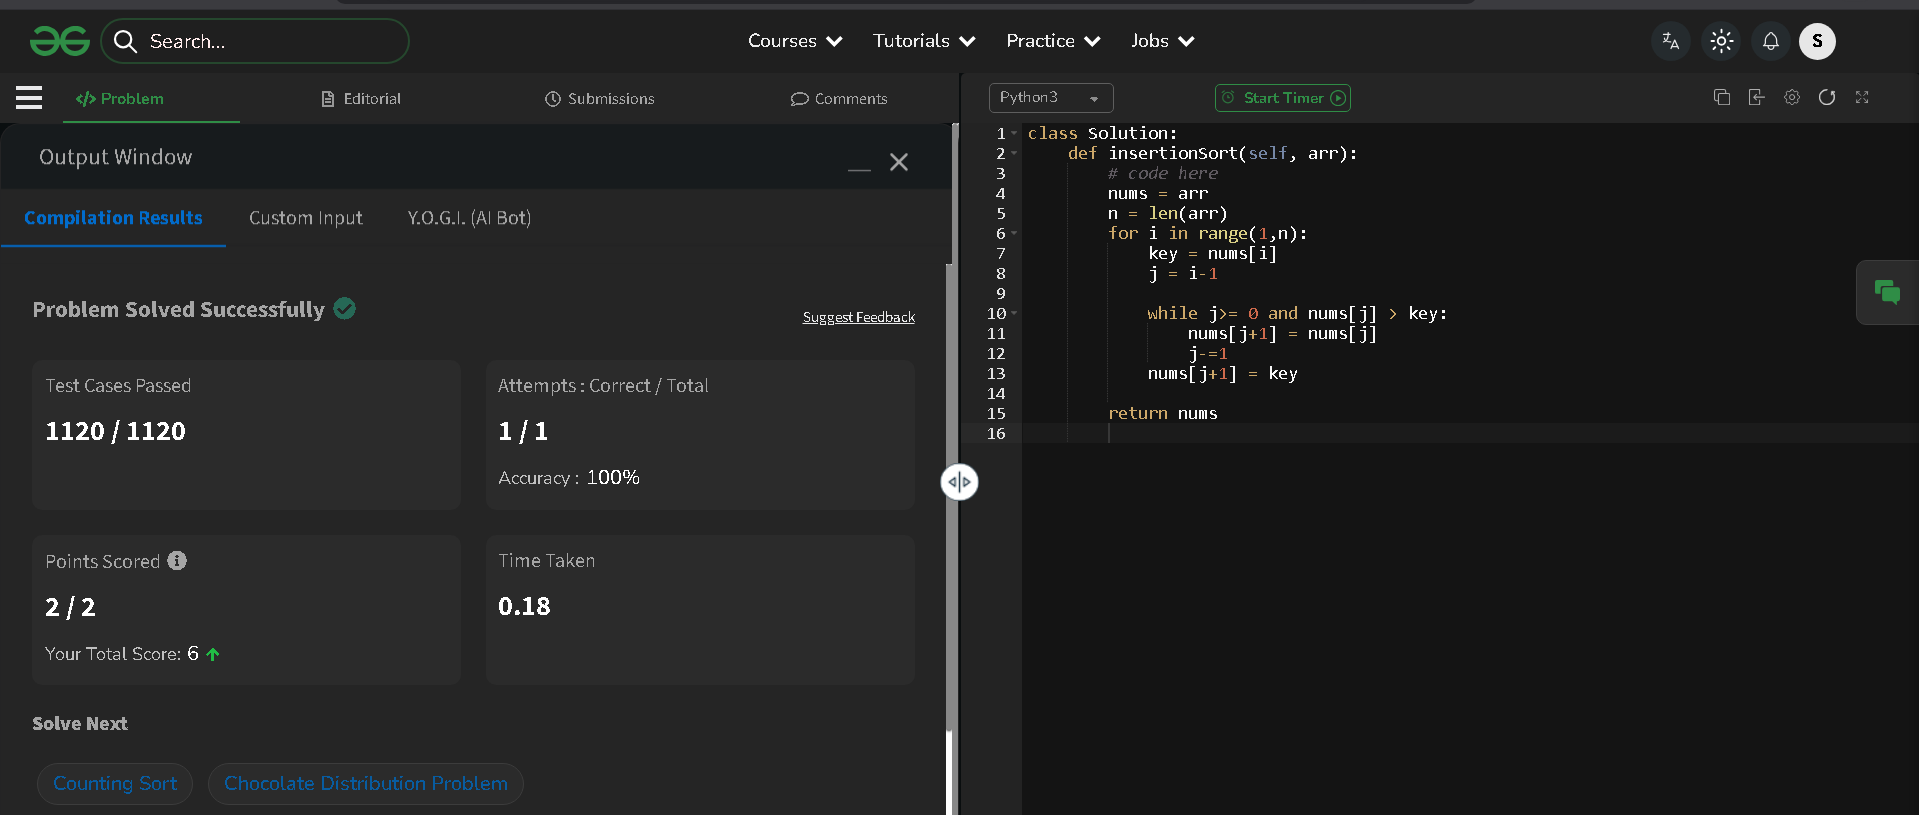 Search...
Courses
Tutorials
Practice
Jobs
S
</> Problem
Editorial
Submissions
Comments
Output Window
Compilation Results
Custom Input
Y.O.G.I. (AI Bot)
Problem Solved Successfully
Suggest Feedback
Test Cases Passed
1120 / 1120
Attempts : Correct / Total
1 / 1
Accuracy : 100%
Points Scored
2 / 2
Your Total Score: 6
Time Taken
0.18
Solve Next
Counting Sort
Chocolate Distribution Problem
Python3
Start Timer
1 class Solution:
2     def insertionSort(self, arr):
3         # code here
4         nums = arr
5         n = len(arr)
6         for i in range(1,n):
7             key = nums[i]
8             j = i-1
9
10             while j>= 0 and nums[j] > key:
11                 nums[j+1] = nums[j]
12                 j-=1
13             nums[j+1] = key
14
15         return nums
16